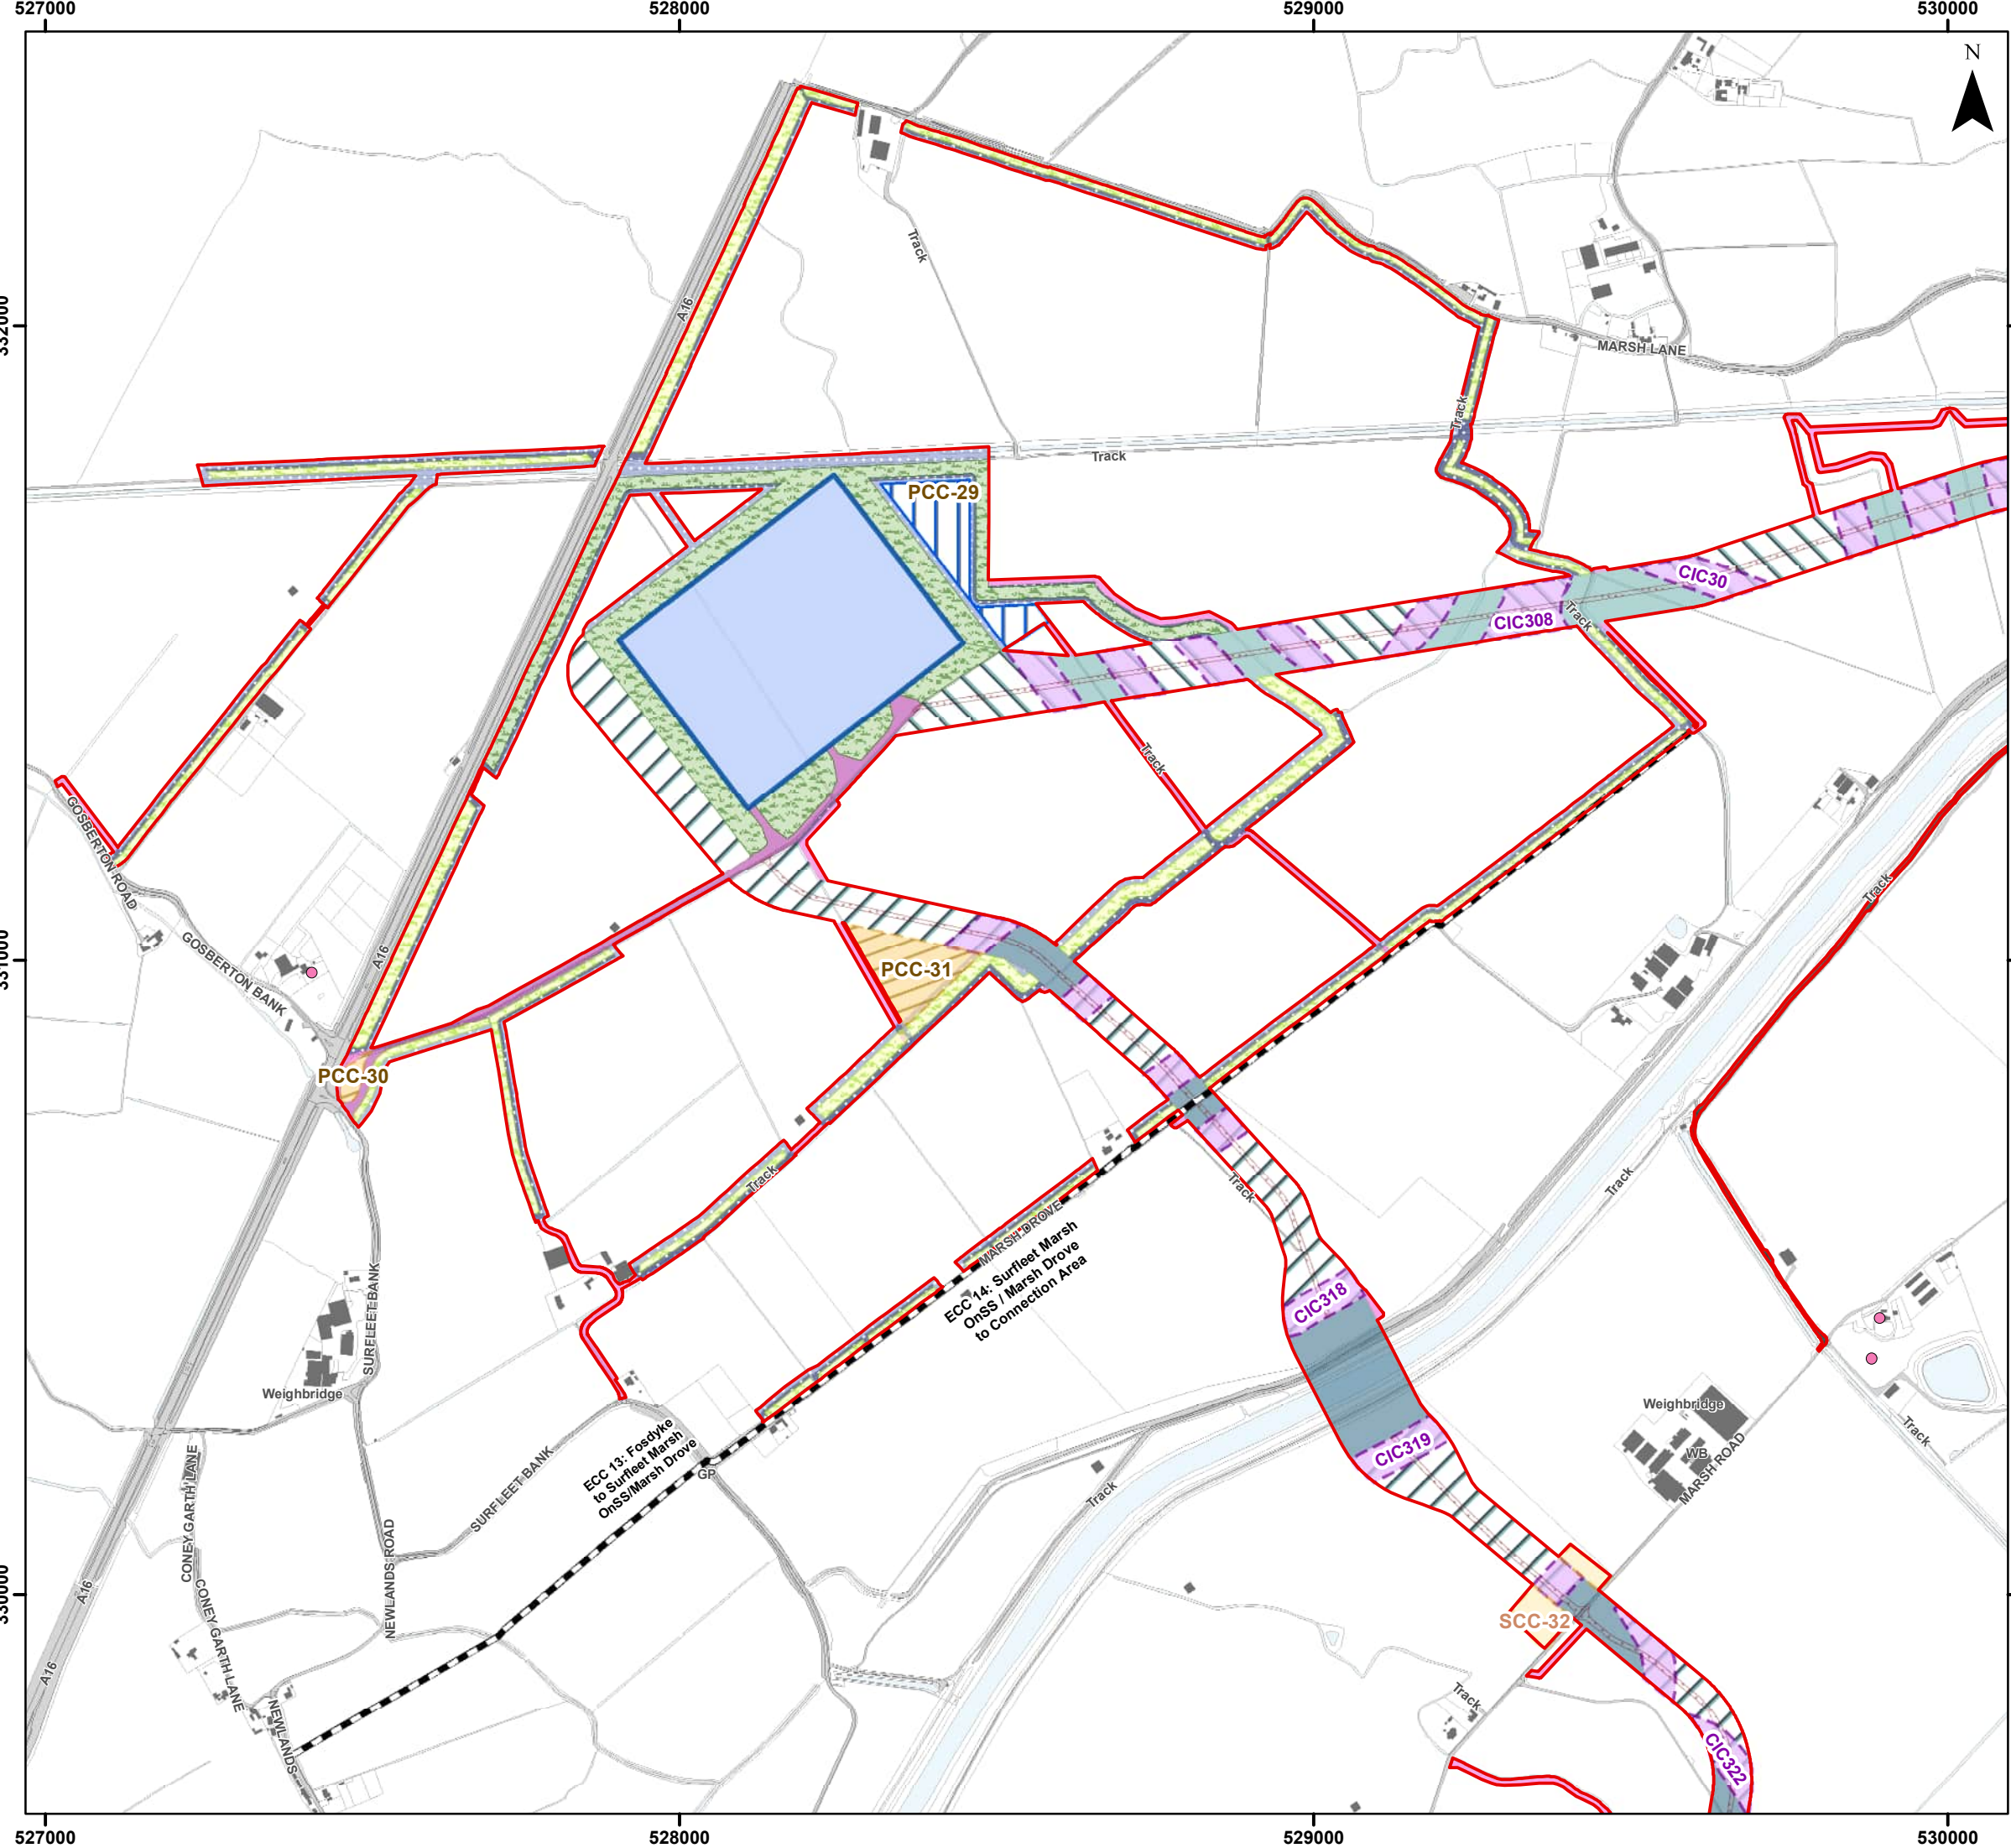 527000
528000
529000
530000
N
A16
Track
332000
MARSH LANE
Track
Track
PCC-29
CIC30
CIC308
Track
Track
GOSBERTON ROAD
Track
GOSBERTON BANK
A16
331000
PCC-31
PCC-30
Track
Track
Track
MARSH DROVE
ECC 14: Surfleet Marsh
OnSS / Marsh Drove
to Connection Area
SURFLEET BANK
CIC318
Weighbridge
Weighbridge
Track
WB
MARSH ROAD
CIC319
ECC 13: Fosdyke
to Surfleet Marsh
OnSS/Marsh Drove
GP
SURFLEET BANK
Track
CONEY GARTH LANE
NEWLANDS ROAD
A16
330000
SCC-32
CONEY GARTH LANE
A16
Track
NEWLANDS
CIC322
527000
528000
529000
530000